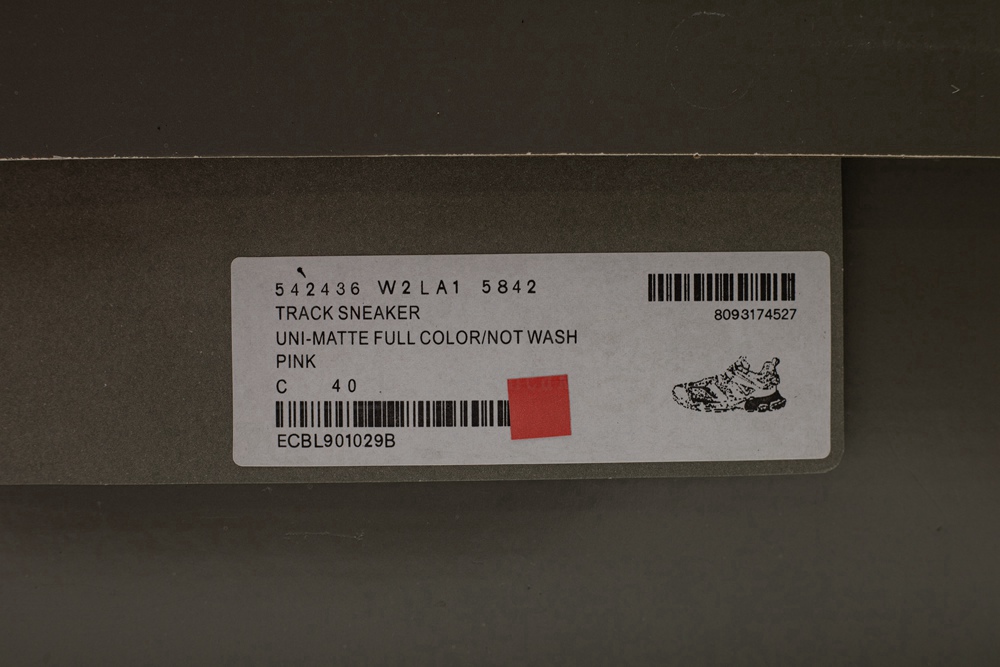 542436 W2LA1 5842
TRACK SNEAKER
UNI-MATTE FULL COLOR/NOT WASH
PINK
C 40
ECBL901029B
8093174527